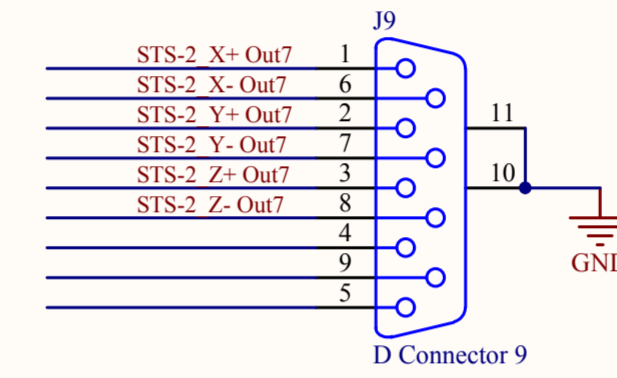 J9
STS-2_X+ Out7 1
STS-2_X- Out7 6
STS-2_Y+ Out7 2
11
STS-2_Y- Out7 7
STS-2_Z+ Out7 3
10
STS-2_Z- Out7 8
4
GND
9
5
D Connector 9